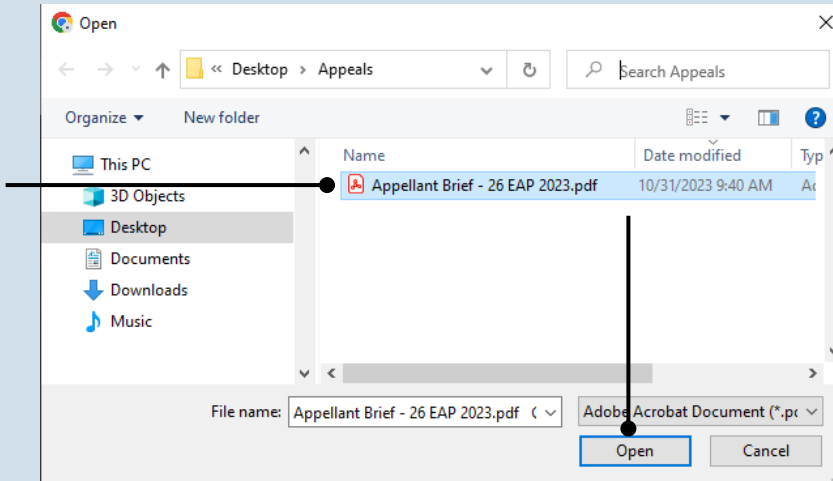 Open
« Desktop › Appeals
Search Appeals
Organize
New folder
Name
Date modified
Typ
This PC
Appellant Brief - 26 EAP 2023.pdf
10/31/2023 9:40 AM
3D Objects
Desktop
Documents
Downloads
Music
File name:
Appellant Brief - 26 EAP 2023.pdf
Adobe Acrobat Document (*.p
Open
Cancel